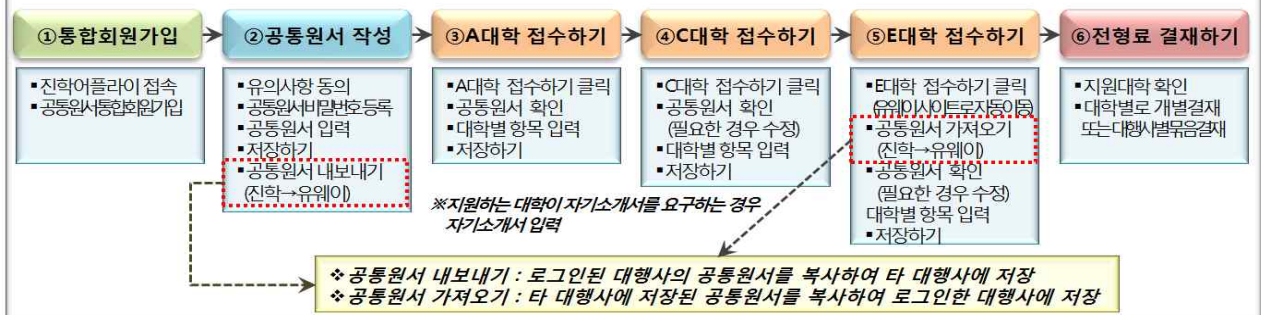 ①통합회원가입
②공통원서 작성
③A대학 접수하기
④C대학 접수하기
⑤E대학 접수하기
⑥전형료 결재하기
▪진학어플라이 접속
▪공통원서통합회원가입
▪유의사항 동의
▪공통원서비밀번호등록
▪공통원서 입력
▪저장하기
▪공통원서 내보내기
(진학→유웨이)
▪A대학 접수하기 클릭
▪공통원서 확인
▪대학별 항목 입력
▪저장하기
▪C대학 접수하기 클릭
▪공통원서 확인
(필요한 경우 수정)
▪대학별 항목 입력
▪저장하기
▪E대학 접수하기 클릭
(유웨이사이트로자동이동)
▪공통원서 가져오기
(진학→유웨이)
▪공통원서 확인
(필요한 경우 수정)
대학별 항목 입력
▪저장하기
▪지원대학 확인
▪대학별로 개별결재
또는대행사별묶음결재
※지원하는 대학이 자기소개서를 요구하는 경우
자기소개서 입력
❖공통원서 내보내기 : 로그인된 대행사의 공통원서를 복사하여 타 대행사에 저장
❖공통원서 가져오기 : 타 대행사에 저장된 공통원서를 복사하여 로그인한 대행사에 저장